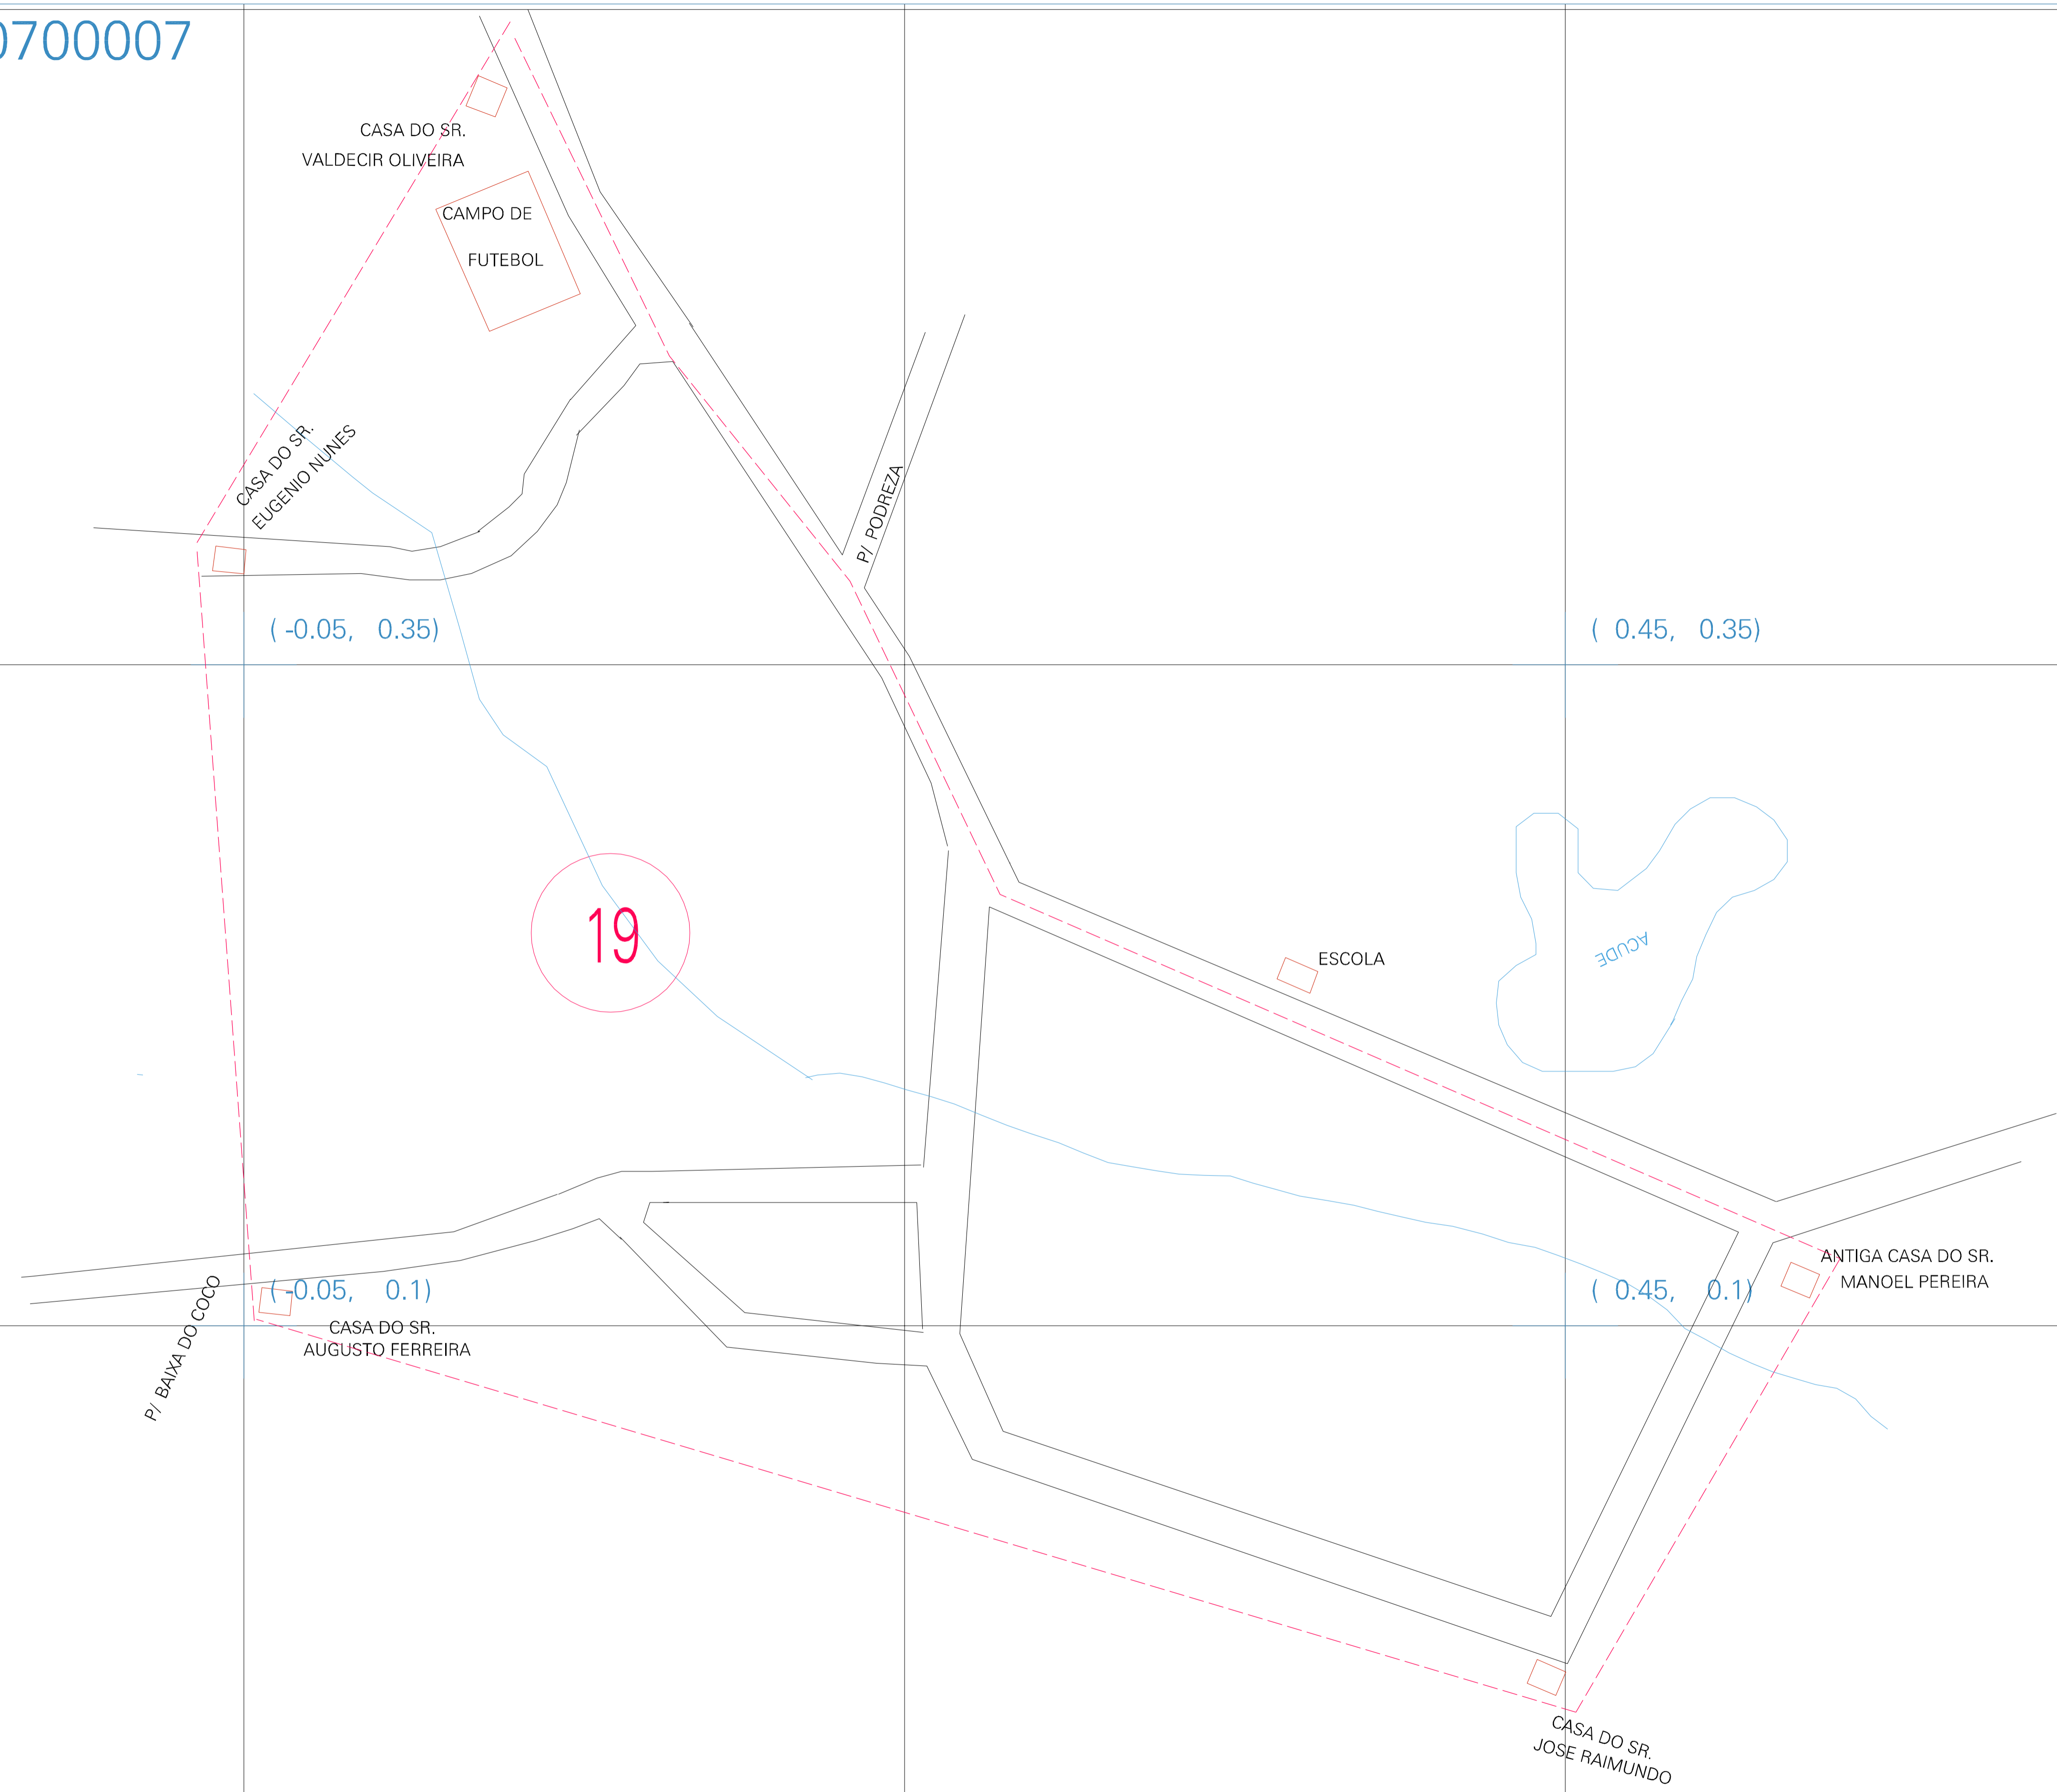 0700007
CASA DO SR.
VALDECIR OLIVEIRA
CAMPO DE
FUTEBOL
CASA DO SR.
EUGENIO NUNES
P/ PODREZA
( -0.05, 0.35)
( 0.45, 0.35)
19
ESCOLA
ACUDE
ANTIGA CASA DO SR.
MANOEL PEREIRA
( -0.05, 0.1)
( 0.45, 0.1)
P/ BAIXA DO COCO
CASA DO SR.
AUGUSTO FERREIRA
CASA DO SR.
JOSE RAIMUNDO